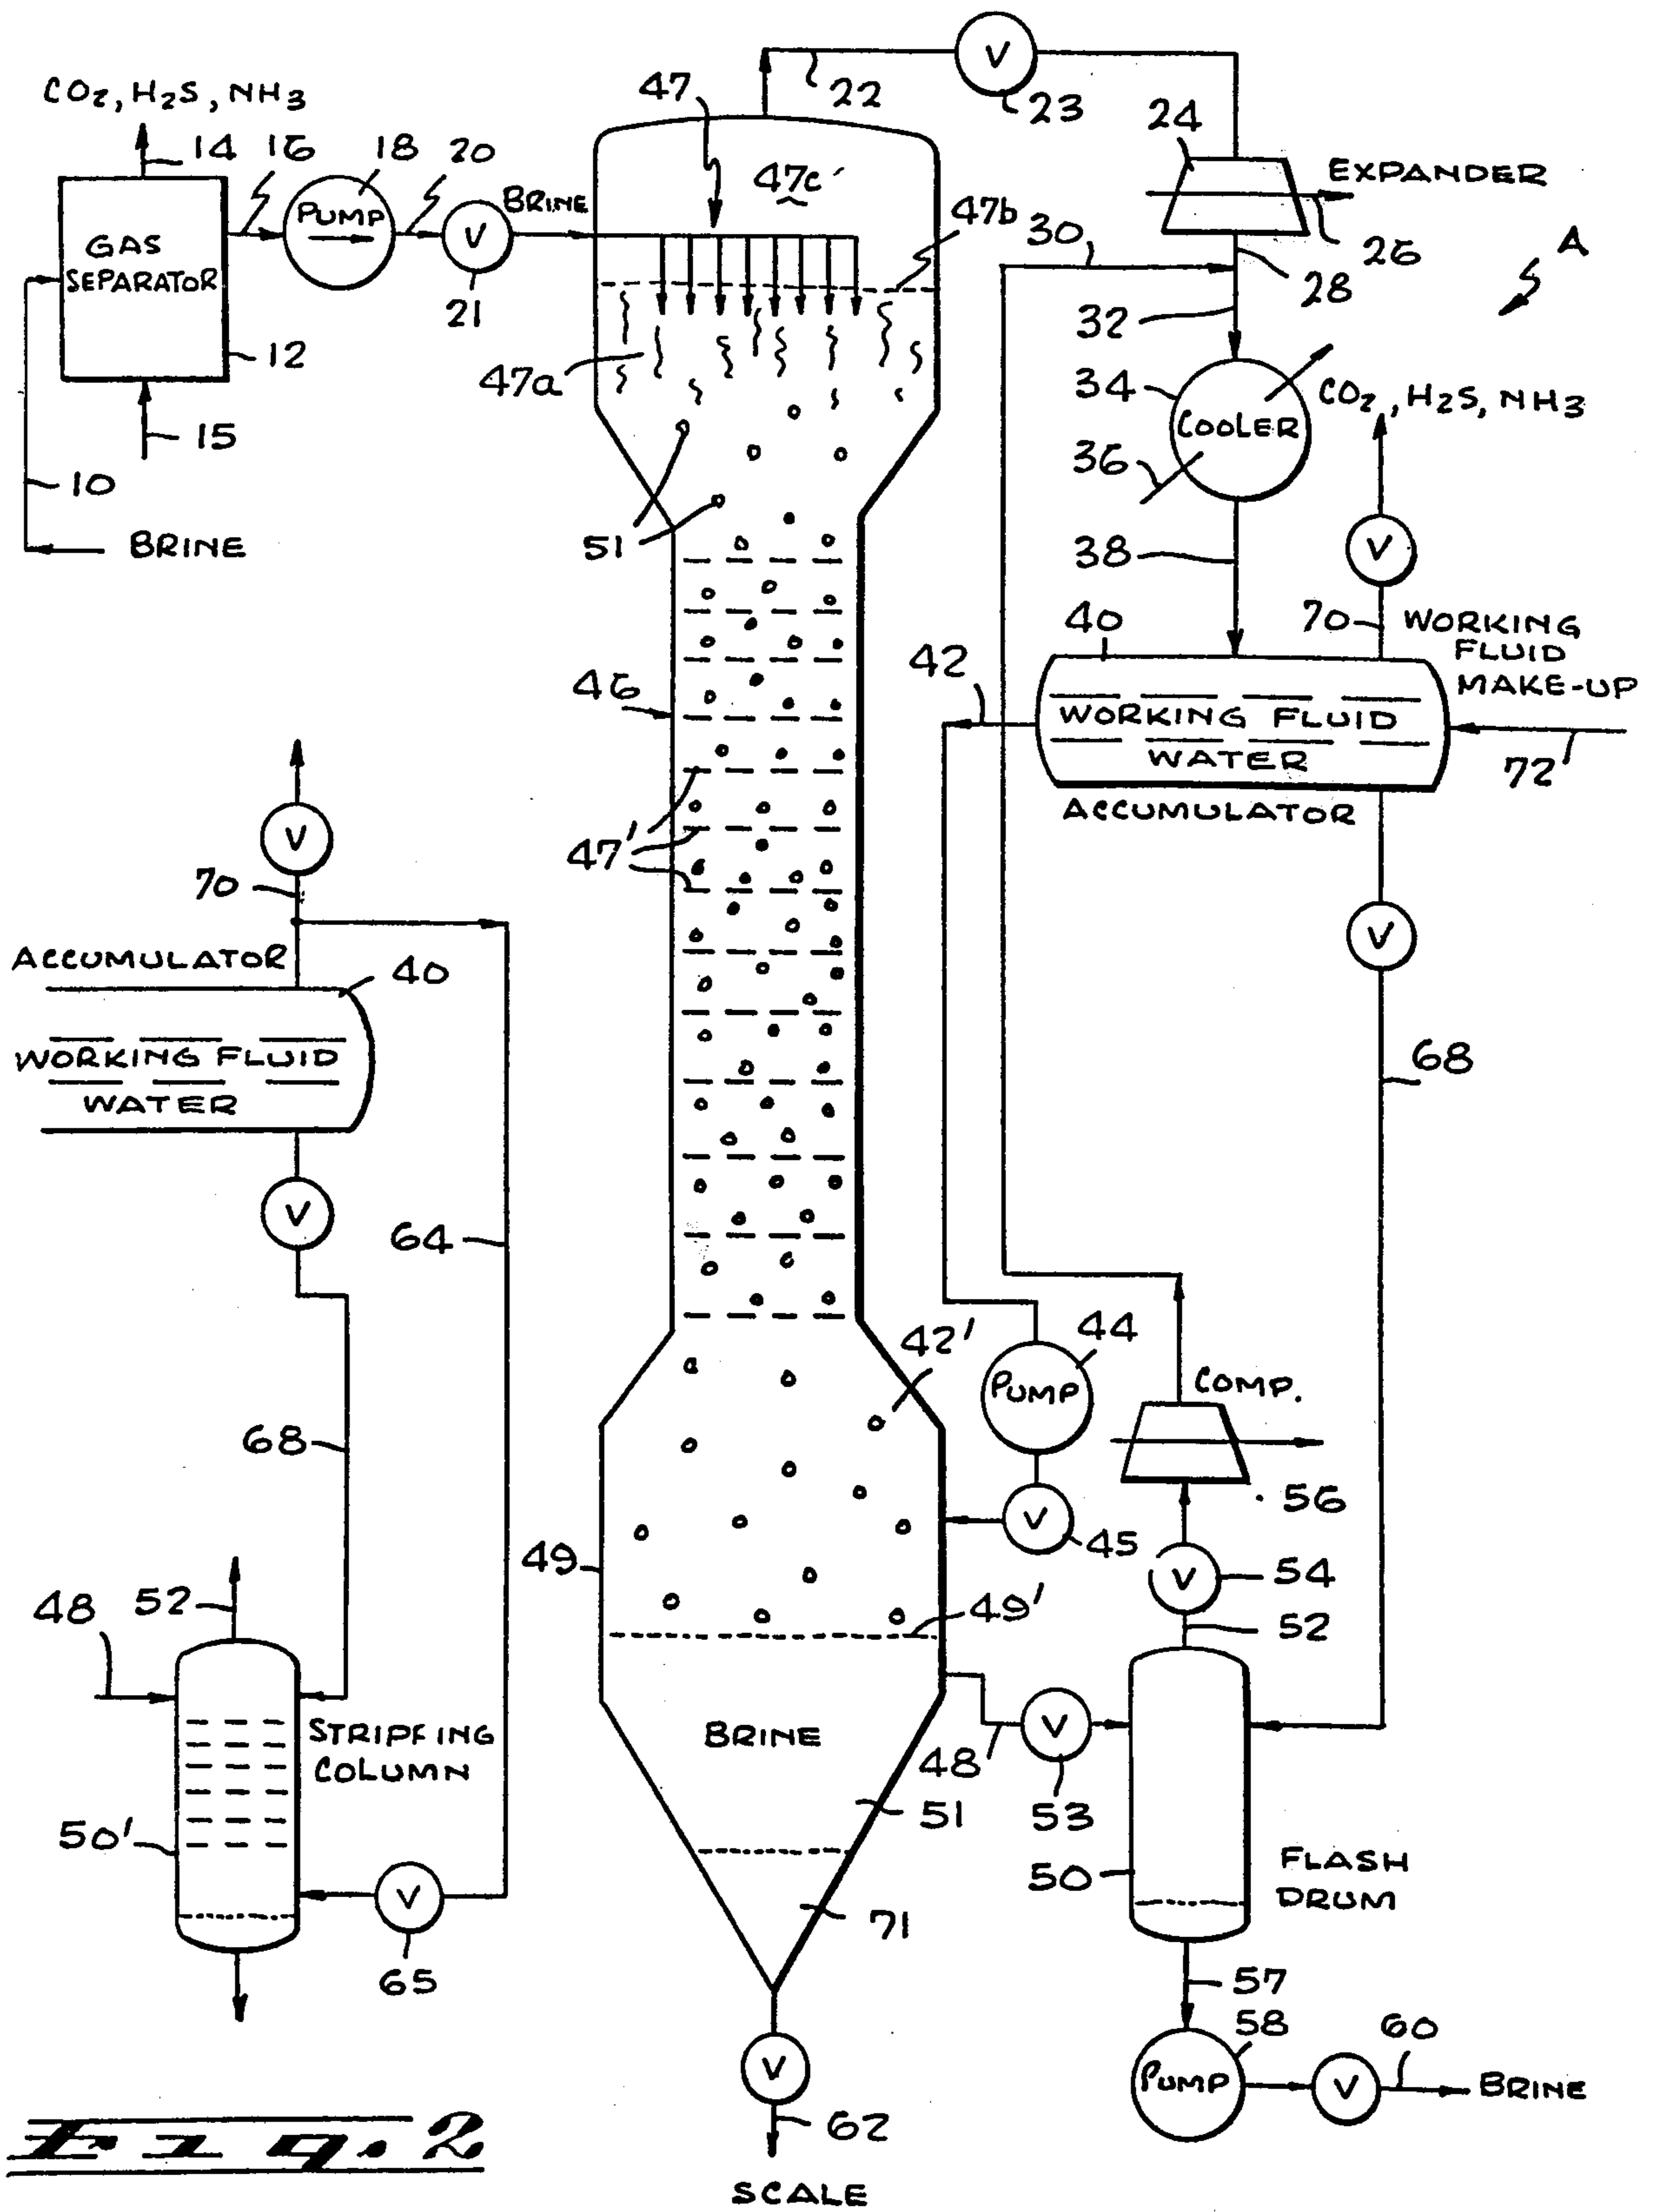 CO2, H2S, NH3
14
16
18
20
PUMP
BRINE
V
21
GAS
SEPARATOR
12
15
10
BRINE
47
22
V
23
24
EXPANDER
26
A
47c'
47b
30
28
32
47a
34
COOLER
36
CO2, H2S, NH3
V
51
38
40
70
WORKING
FLUID
MAKE-UP
42
46
WORKING FLUID
WATER
72
ACCUMULATOR
47'
V
V
70
ACCUMULATOR
40
WORKING FLUID
WATER
V
68
64
68
42'
44
PUMP
COMP.
56
V
45
49
49'
V
54
52
48
52
STRIPFING
COLUMN
50'
V
65
BRINE
48
V
53
51
50
FLASH
DRUM
71
57
58
PUMP
V
60
BRINE
V
62
SCALE
Fig. 2